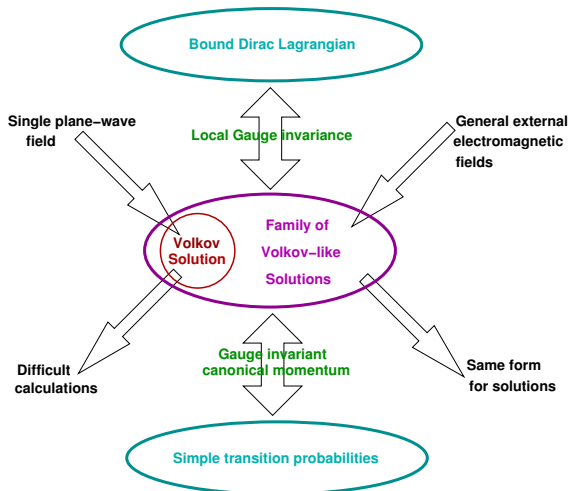 Bound Dirac Lagrangian
Single plane−wave
field
Local Gauge invariance
General external
electromagnetic
fields
Volkov
Solution
Family of
Volkov−like
Solutions
Difficult
calculations
Gauge invariant
canonical momentum
Same form
for solutions
Simple transition probabilities